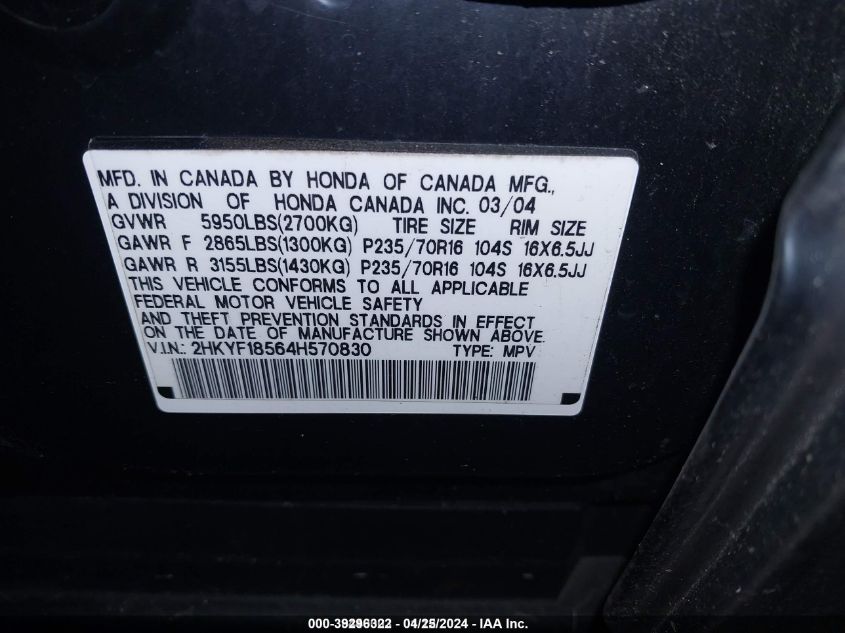 MFD. IN CANADA BY HONDA OF CANADA MFG.,
A DIVISION OF HONDA CANADA INC. 03/04
GVWR 5950LBS(2700KG) TIRE SIZE RIM SIZE
GAWR F 2865LBS(1300KG) P235/70R16 104S 16X6.5JJ
GAWR R 3155LBS(1430KG) P235/70R16 104S 16X6.5JJ
THIS VEHICLE CONFORMS TO ALL APPLICABLE
FEDERAL MOTOR VEHICLE SAFETY
AND THEFT PREVENTION STANDARDS IN EFFECT
ON THE DATE OF MANUFACTURE SHOWN ABOVE.
V.I.N.: 2HKYF18564H570830 TYPE: MPV
04/25/2024 - IAA Inc.